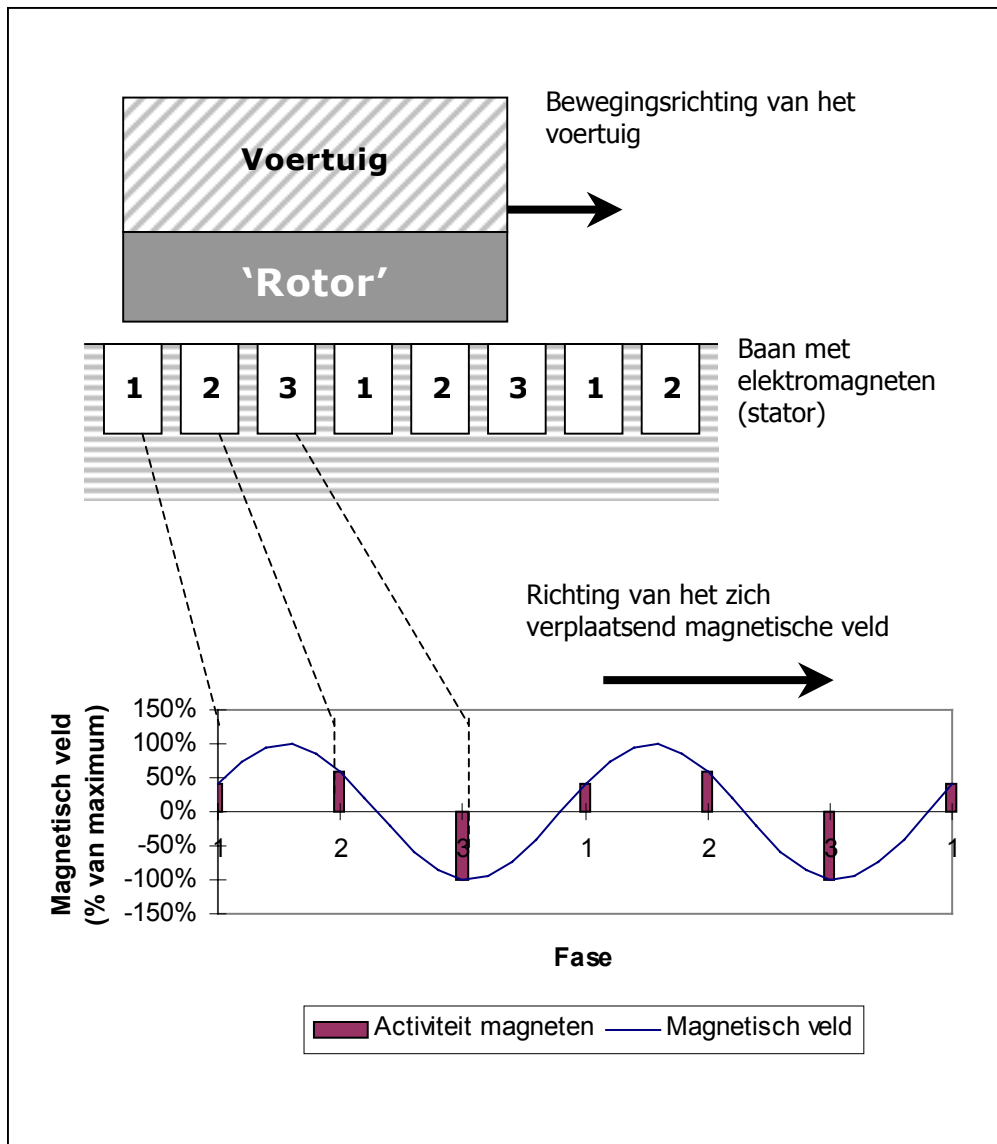 Bewegingsrichting van het
voertuig
Voertuig
‘Rotor’
Baan met
elektromagneten
(stator)
1 2 3 1 2 3 1 2
Richting van het zich
verplaatsend magnetische veld
Magnetisch veld
(% van maximum)
150%
100%
50%
0%
-50%
-100%
-150%
1 2 3 1 2 3 1
Fase
Activiteit magneten Magnetisch veld